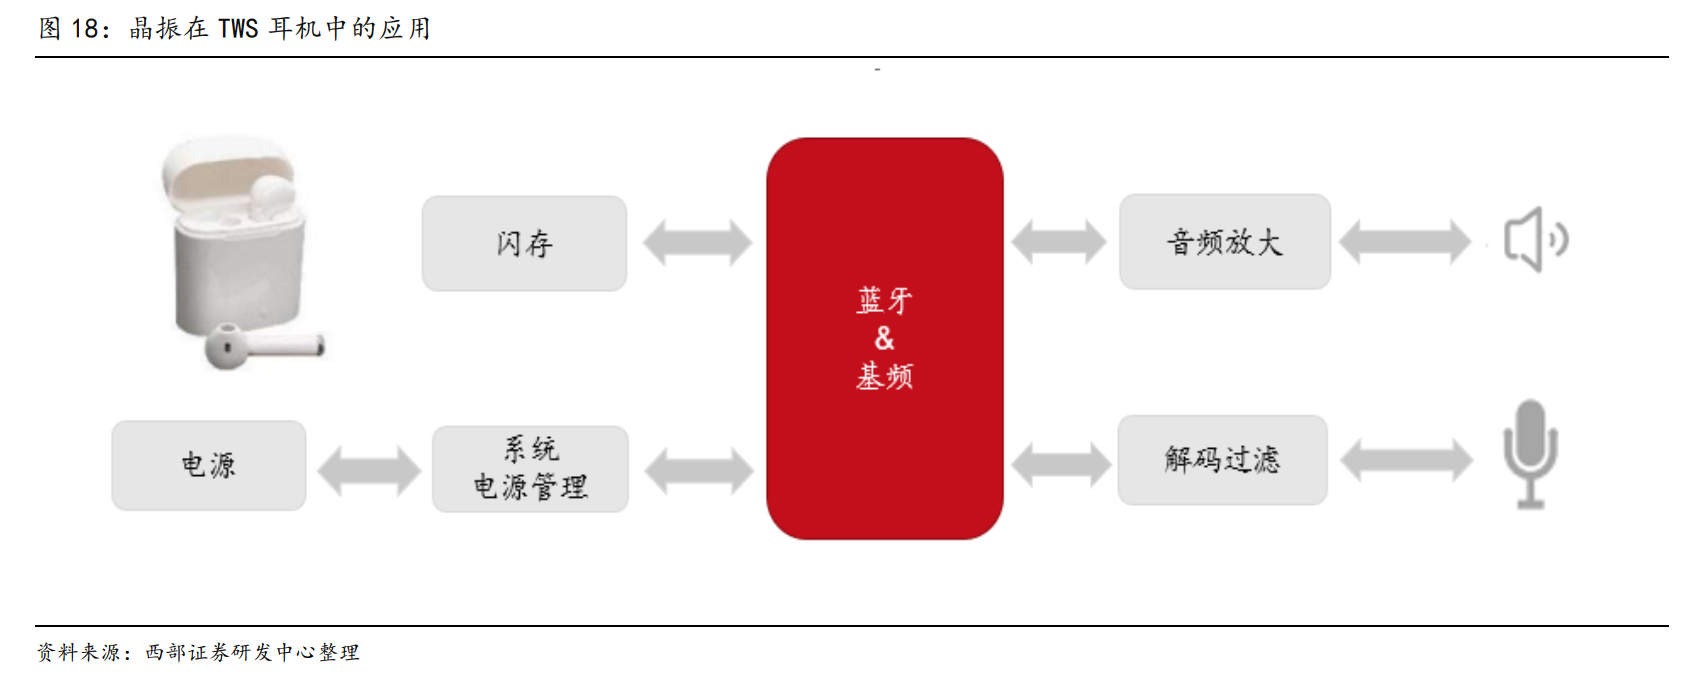 图 18：晶振在 TWS 耳机中的应用
闪存
蓝牙
&
基频
音频放大
电源
系统
电源管理
解码过滤
资料来源：西部证券研发中心整理